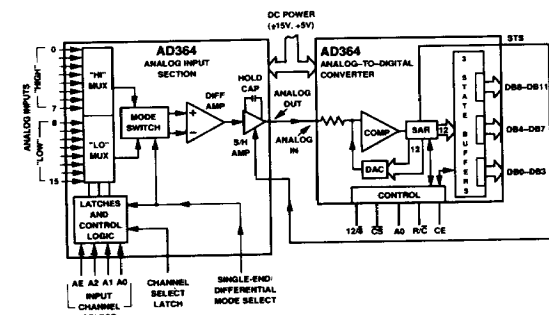 DC POWER
(±15V, +5V)
STS
AD364
ANALOG INPUT
SECTION
AD364
ANALOG-TO-DIGITAL
CONVERTER
ANALOG INPUTS
"HIGH"
"LOW"
0
7
8
15
"HI"
MUX
"LO"
MUX
MODE
SWITCH
DIFF
AMP
+
−
HOLD
CAP
S/H
AMP
ANALOG
OUT
ANALOG
IN
COMP
SAR
12
12
DAC
3
STATE
BUFFERS
DB8–DB11
DB4–DB7
DB0–DB3
CONTROL
12/8
CS
A0
R/C
CE
LATCHES
AND
CONTROL
LOGIC
AE A2 A1 A0
INPUT
CHANNEL
CHANNEL
SELECT
LATCH
SINGLE-END/
DIFFERENTIAL
MODE SELECT